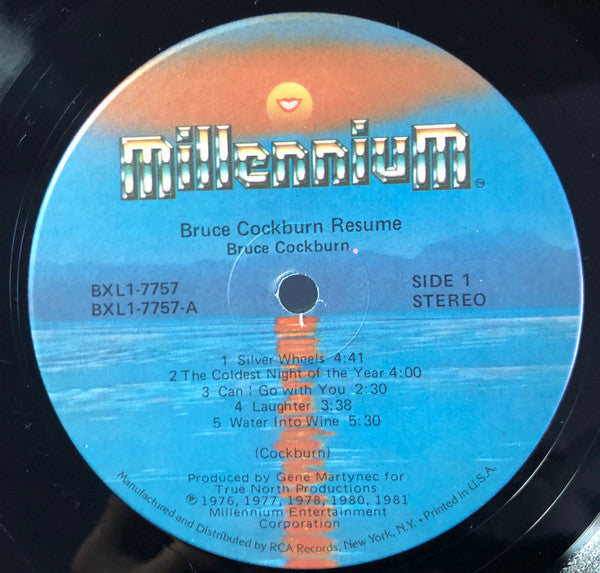 millennium
Bruce Cockburn Resume
Bruce Cockburn
BXL1-7757
BXL1-7757-A
SIDE 1
STEREO
1 Silver Wheels 4:41
2 The Coldest Night of the Year 4:00
3 Can I Go with You 2:30
4 Laughter 3:38
5 Water Into Wine 5:30
(Cockburn)
Produced by Gene Martynec for
True North Productions
℗ 1976, 1977, 1978, 1980, 1981
Millennium Entertainment
Corporation
Manufactured and Distributed by RCA Records, New York, N.Y. • Printed in U.S.A.